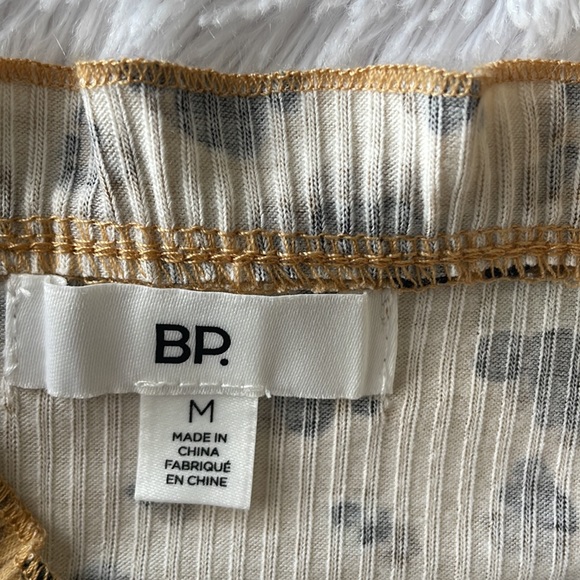 BP.
M
MADE IN
CHINA
FABRIQUÉ
EN CHINE